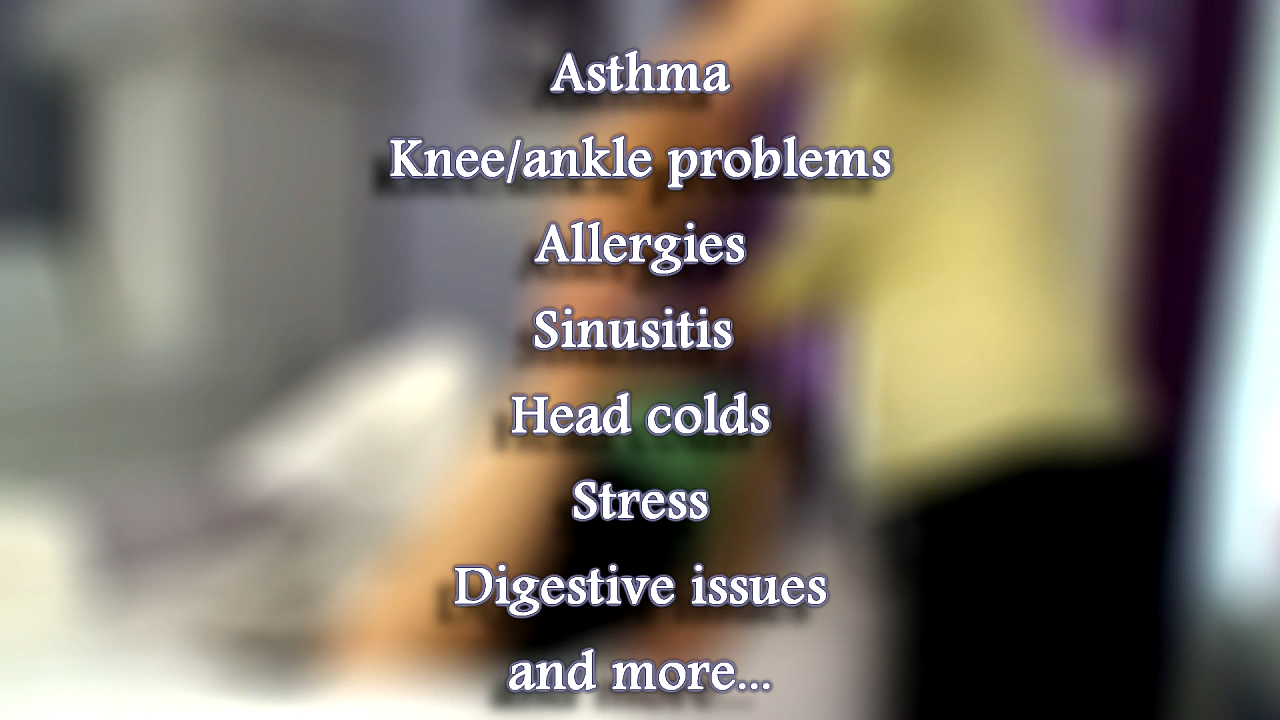 Asthma
Knee/ankle problems
Allergies
Sinusitis
Head colds
Stress
Digestive issues
and more...